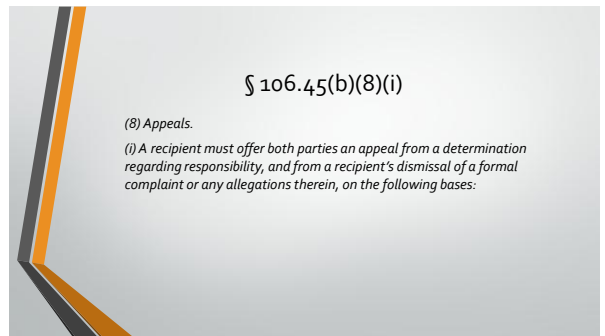 § 106.45(b)(8)(i)
(8) Appeals.
(i) A recipient must offer both parties an appeal from a determination
regarding responsibility, and from a recipient’s dismissal of a formal
complaint or any allegations therein, on the following bases: